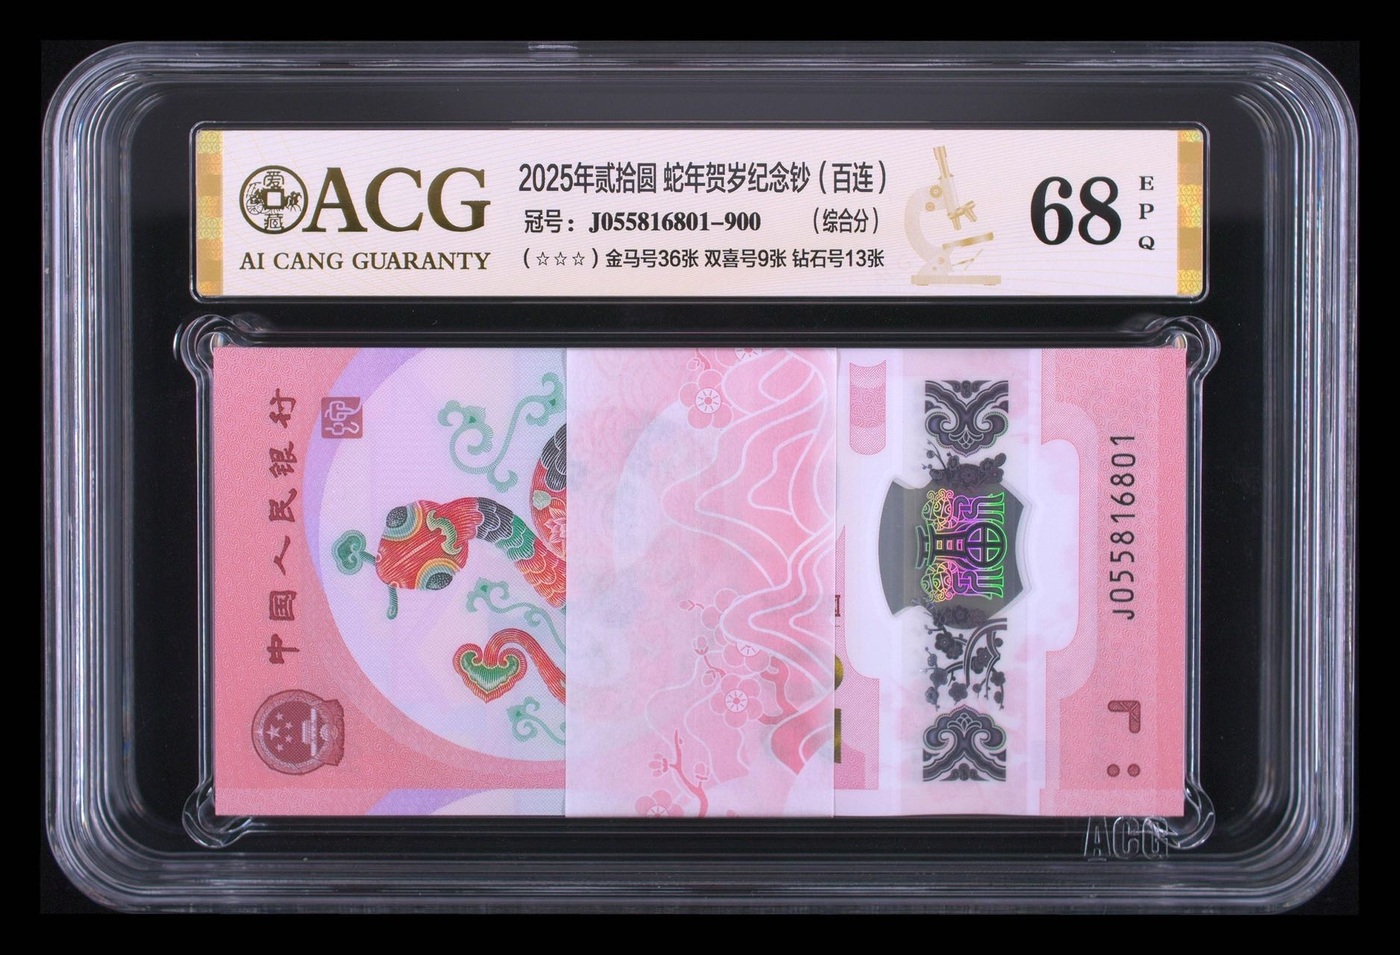 ACG
AI CANG GUARANTY
2025年贰拾圆 蛇年贺岁纪念钞(百连)
冠号: J055816801-900 (综合分)
(☆☆☆) 金马号36张 双喜号9张 钻石号13张
68
EPQ
中国人民银行
J055816801
ACG